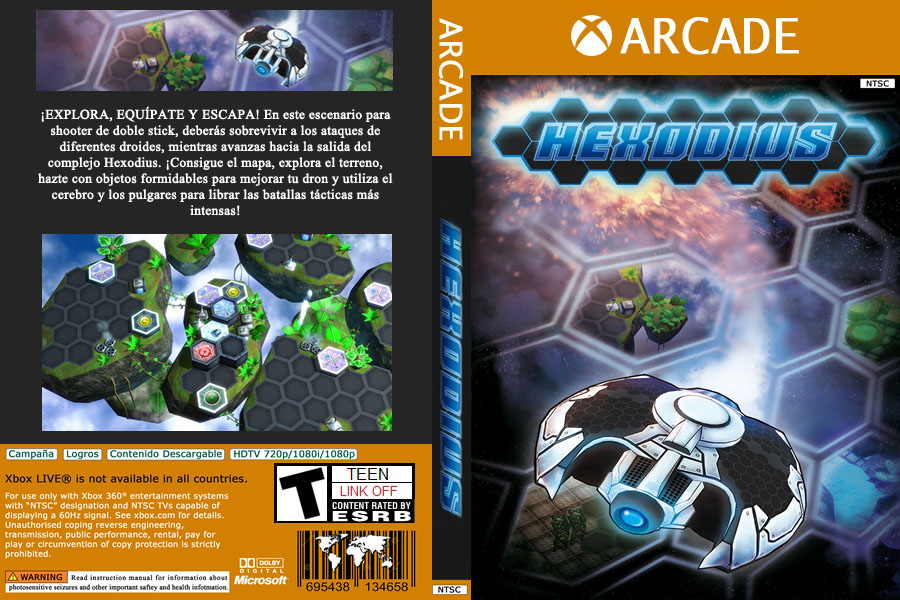 ¡EXPLORA, EQUÍPATE Y ESCAPA! En este escenario para
shooter de doble stick, deberás sobrevivir a los ataques de
diferentes droides, mientras avanzas hacia la salida del
complejo Hexodius. ¡Consigue el mapa, explora el terreno,
hazte con objetos formidables para mejorar tu dron y utiliza el
cerebro y los pulgares para librar las batallas tácticas más
intensas!
Campaña Logros Contenido Descargable HDTV 720p/1080i/1080p
Xbox LIVE® is not available in all countries.
For use only with Xbox 360® entertainment systems
with "NTSC" designation and NTSC TVs capable of
displaying a 60Hz signal. See xbox.com for details.
Unauthorised coping reverse engineering,
transmission, public performance, rental, pay for
play or circumvention of copy protection is strictly
prohibited.
WARNING Read instruction manual for information about
photosensitive seizures and other important saftey and health infotmation.
DOLBY
DIGITAL
Microsoft
T
TEEN
LINK OFF
CONTENT RATED BY
ESRB
695438 134658
ARCADE
HEXODIUS
NTSC
ARCADE
NTSC
HEXODIUS